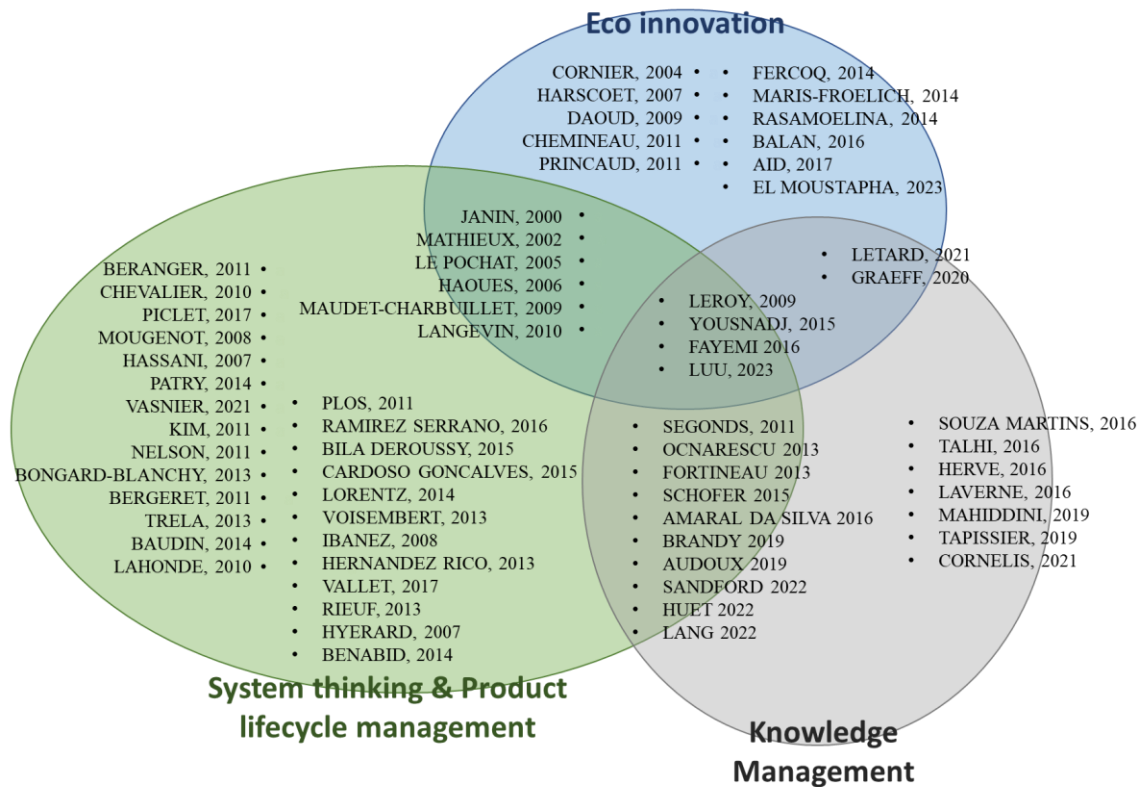 Eco innovation
CORNIER, 2004 •
HARSCOET, 2007 •
DAOUD, 2009 •
CHEMINEAU, 2011 •
PRINCAUD, 2011 •
• FERCOQ, 2014
• MARIS-FROELICH, 2014
• RASAMOELINA, 2014
• BALAN, 2016
• AID, 2017
• EL MOUSTAPHA, 2023
JANIN, 2000 •
MATHIEUX, 2002 •
LE POCHAT, 2005 •
HAOUES, 2006 •
MAUDET-CHARBUILLET, 2009 •
LANGEVIN, 2010 •
• LETARD, 2021
• GRAEFF, 2020
• LEROY, 2009
• YOUSNADJ, 2015
• FAYEMI 2016
• LUU, 2023
BERANGER, 2011 •
CHEVALIER, 2010 •
PICLET, 2017 •
MOUGENOT, 2008 •
HASSANI, 2007 •
PATRY, 2014 •
VASNIER, 2021 •
KIM, 2011 •
NELSON, 2011 •
BONGARD-BLANCHY, 2013 •
BERGERET, 2011 •
TRELA, 2013 •
BAUDIN, 2014 •
LAHONDE, 2010 •
• PLOS, 2011
• RAMIREZ SERRANO, 2016
• BILA DEROUSSY, 2015
• CARDOSO GONCALVES, 2015
• LORENTZ, 2014
• VOISEMBERT, 2013
• IBANEZ, 2008
• HERNANDEZ RICO, 2013
• VALLET, 2017
• RIEUF, 2013
• HYERARD, 2007
• BENABID, 2014
• SEGONDS, 2011
• OCNARESCU 2013
• FORTINEAU 2013
• SCHOFER 2015
• AMARAL DA SILVA 2016
• BRANDY 2019
• AUDOUX 2019
• SANDFORD 2022
• HUET 2022
• LANG 2022
• SOUZA MARTINS, 2016
• TALHI, 2016
• HERVE, 2016
• LAVERNE, 2016
• MAHIDDINI, 2019
• TAPISSIER, 2019
• CORNELIS, 2021
System thinking & Product
lifecycle management
Knowledge
Management